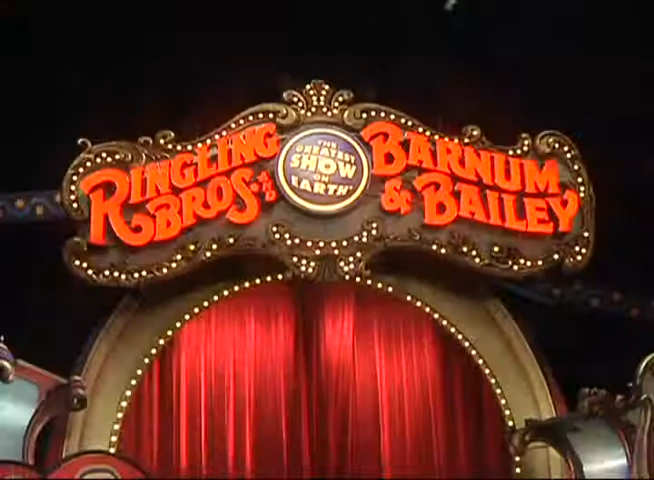 RINGLING
BROS. AND
THE
GREATEST
SHOW
ON
EARTH
BARNUM
& BAILEY